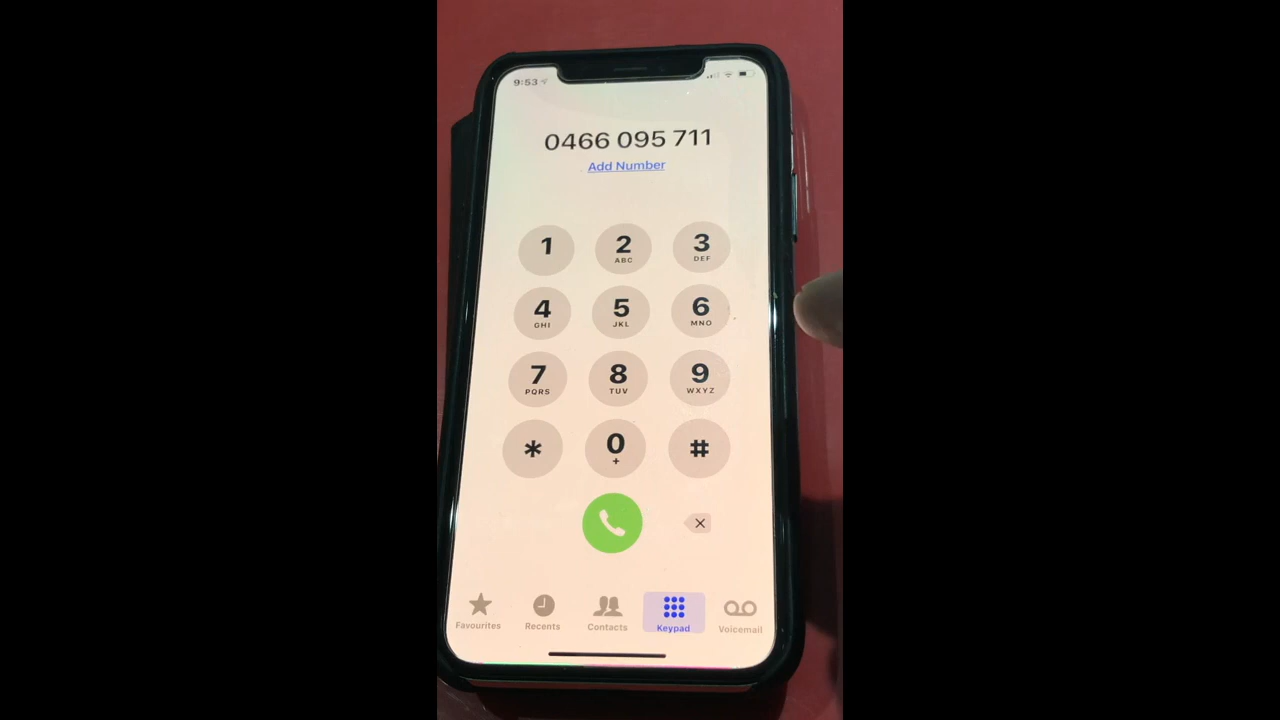 9:53
0466 095 711
Add Number
1
2
ABC
3
DEF
4
GHI
5
JKL
6
MNO
7
PQRS
8
TUV
9
WXYZ
*
0
+
#
Favourites
Recents
Contacts
Keypad
Voicemail